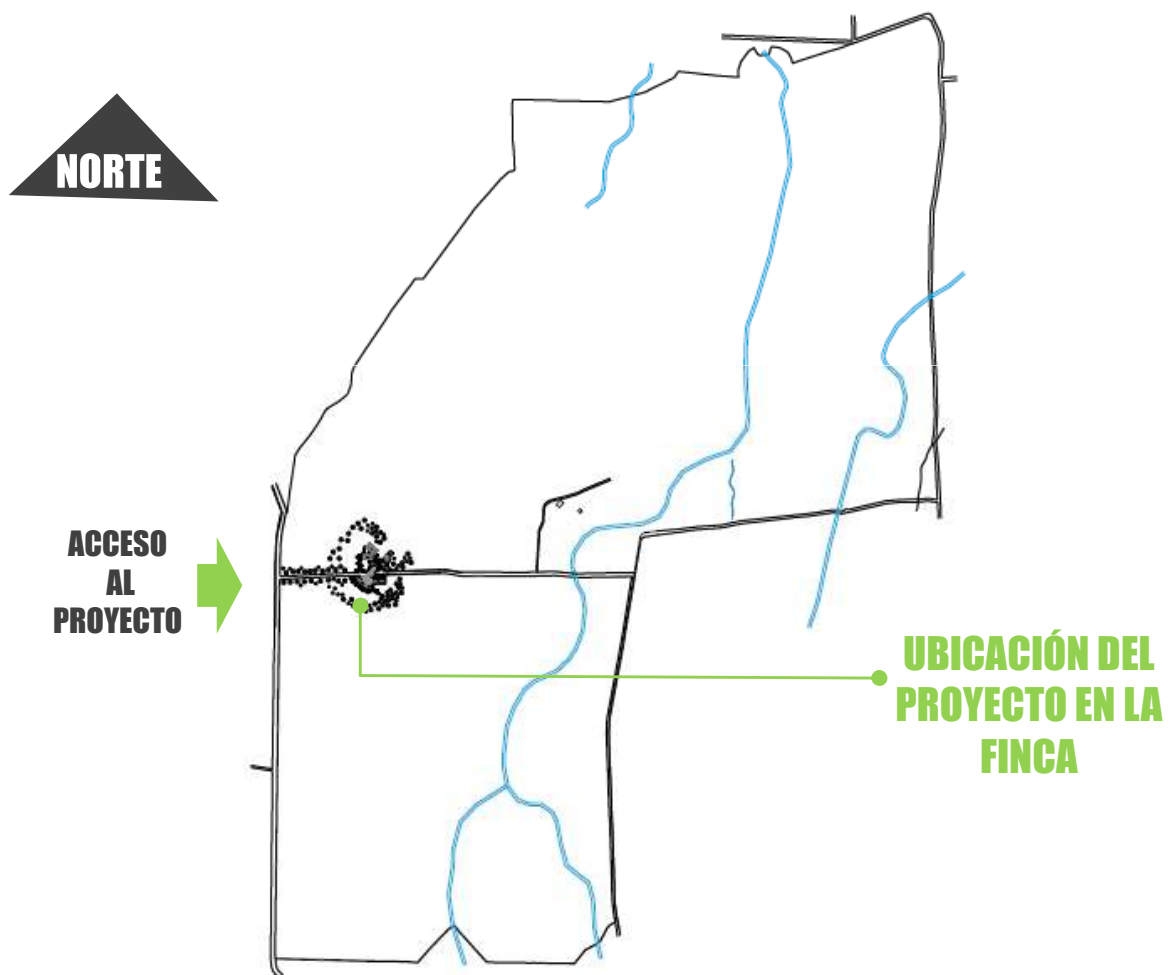 NORTE
ACCESO
AL
PROYECTO
UBICACIÓN DEL
PROYECTO EN LA
FINCA